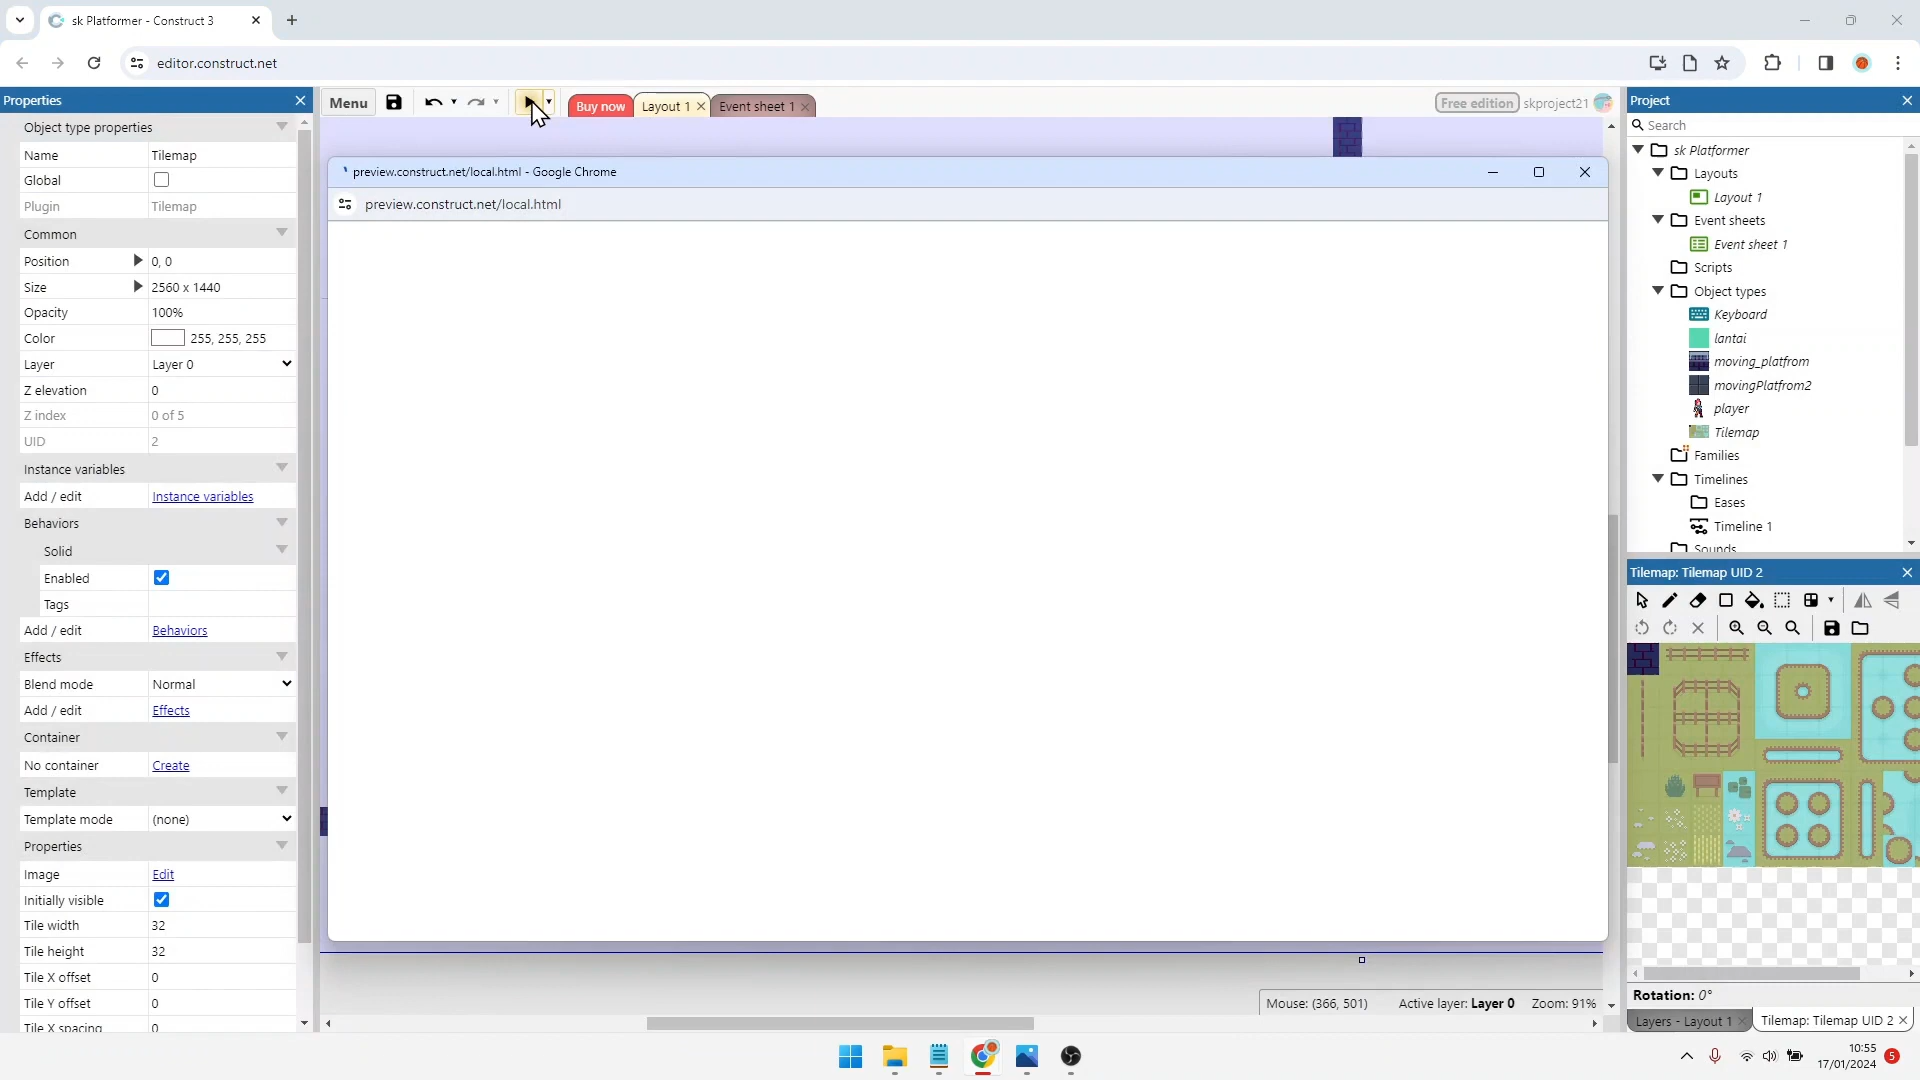 sk Platformer - Construct 3
editor.construct.net
Properties
Object type properties
Name Tilemap
Global
Plugin Tilemap
Common
Position 0, 0
Size 2560 x 1440
Opacity 100%
Color 255, 255, 255
Layer Layer 0
Z elevation 0
Z index 0 of 5
UID 2
Instance variables
Add / edit Instance variables
Behaviors
Solid
Enabled
Tags
Add / edit Behaviors
Effects
Blend mode Normal
Add / edit Effects
Container
No container Create
Template
Template mode (none)
Properties
Image Edit
Initially visible
Tile width 32
Tile height 32
Tile X offset 0
Tile Y offset 0
Tile X spacing 0
Menu
Buy now
Layout 1
Event sheet 1
Free edition
skproject21
preview.construct.net/local.html - Google Chrome
preview.construct.net/local.html
Mouse: (366, 501) Active layer: Layer 0 Zoom: 91%
Project
Search
sk Platformer
Layouts
Layout 1
Event sheets
Event sheet 1
Scripts
Object types
Keyboard
lantai
moving_platfrom
movingPlatfrom2
player
Tilemap
Families
Timelines
Eases
Timeline 1
Sounds
Tilemap: Tilemap UID 2
Rotation: 0°
Layers - Layout 1
Tilemap: Tilemap UID 2
10:55
17/01/2024
5